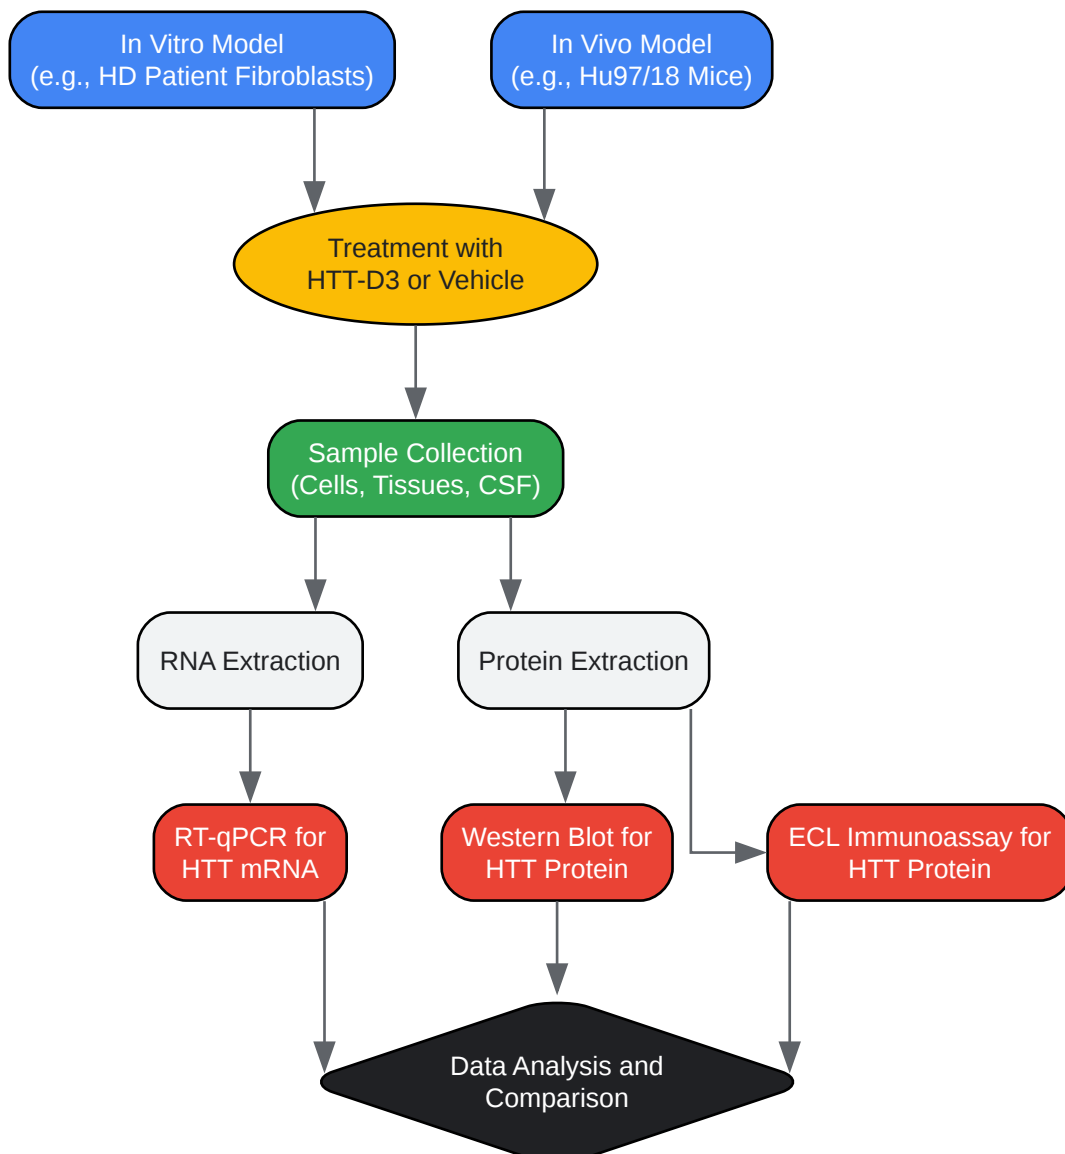 In Vitro Model
(e.g., HD Patient Fibroblasts)
In Vivo Model
(e.g., Hu97/18 Mice)
Treatment with
HTT-D3 or Vehicle
Sample Collection
(Cells, Tissues, CSF)
RNA Extraction
Protein Extraction
RT-qPCR for
HTT mRNA
Western Blot for
HTT Protein
ECL Immunoassay for
HTT Protein
Data Analysis and
Comparison